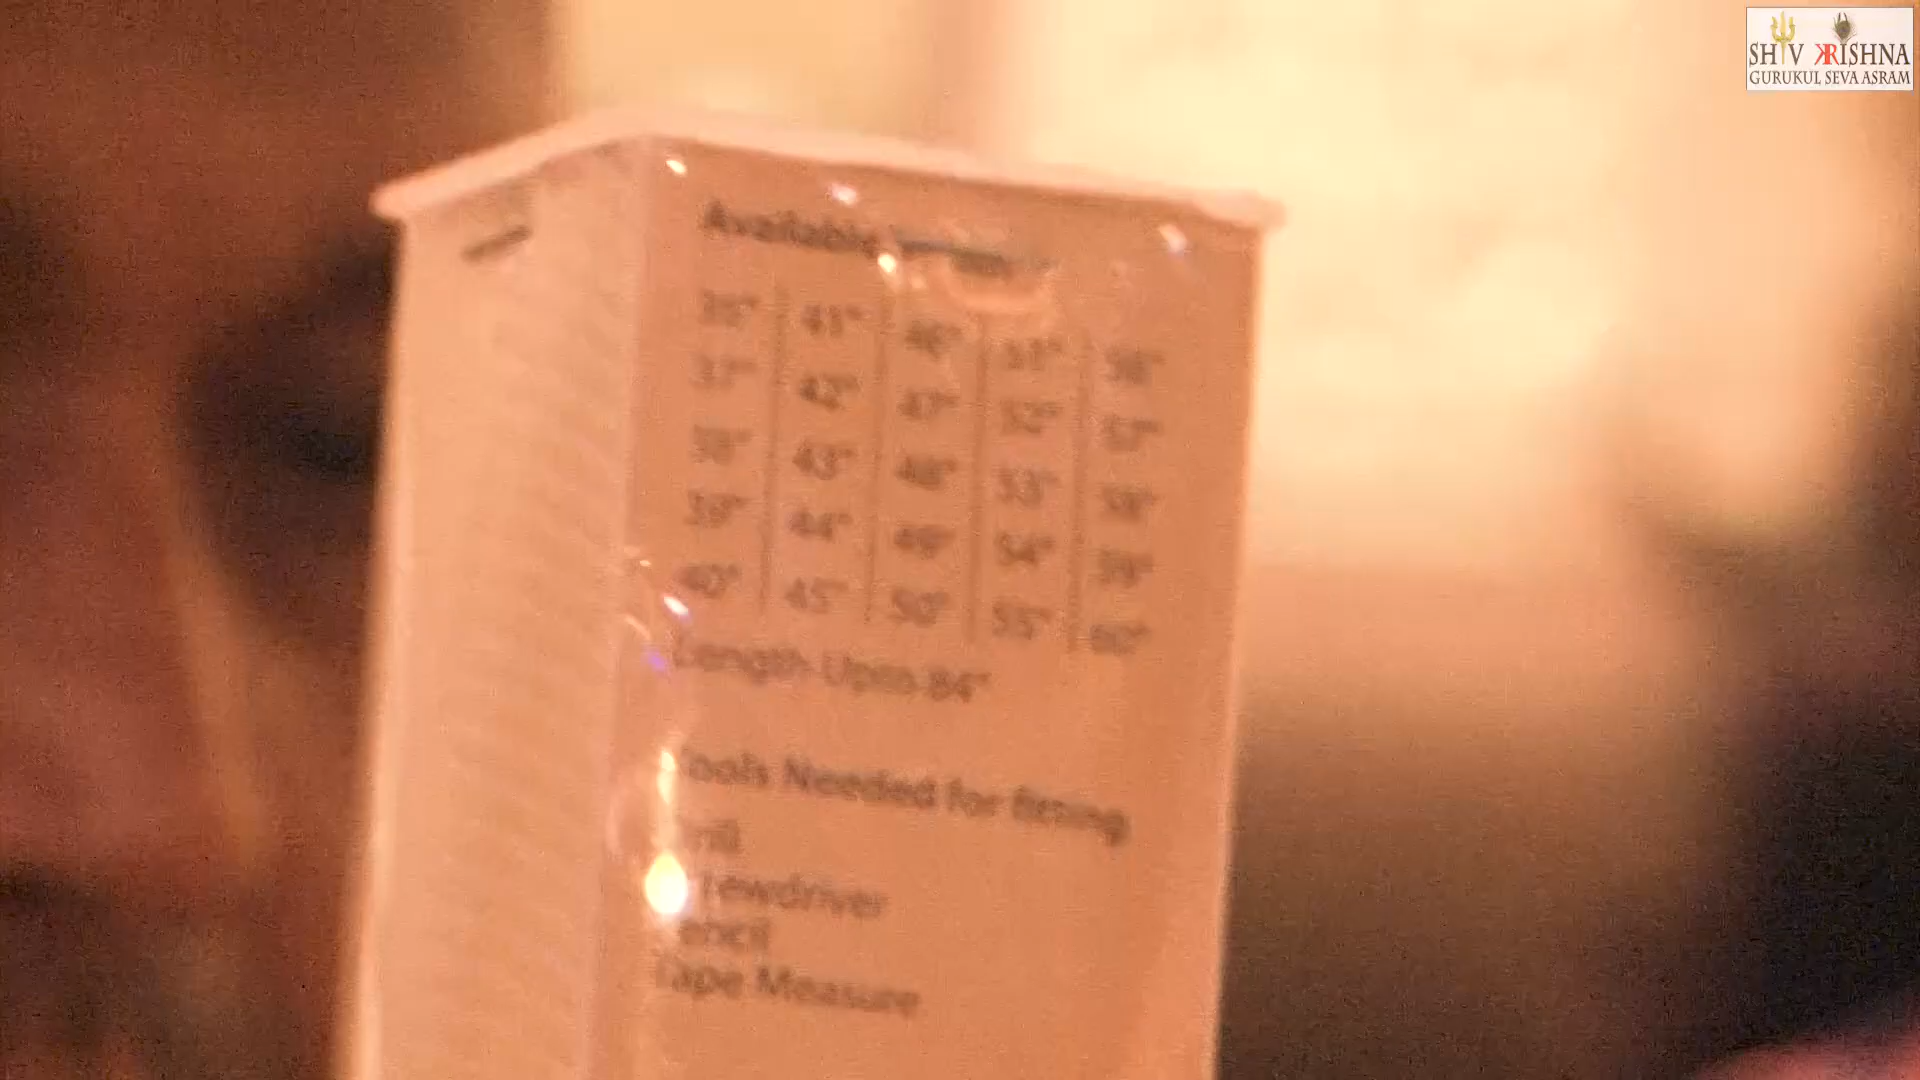 SHIV KRISHNA
GURUKUL SEVA ASRAM
Available
41" 46" 51" 56"
37" 42" 47" 52" 57"
38" 43" 48" 53" 58"
39" 44" 49" 54" 59"
40" 45" 50" 55" 60"
Length Upto 84"
Tools Needed for fitting
Drill
Screwdriver
Pencil
Tape Measure